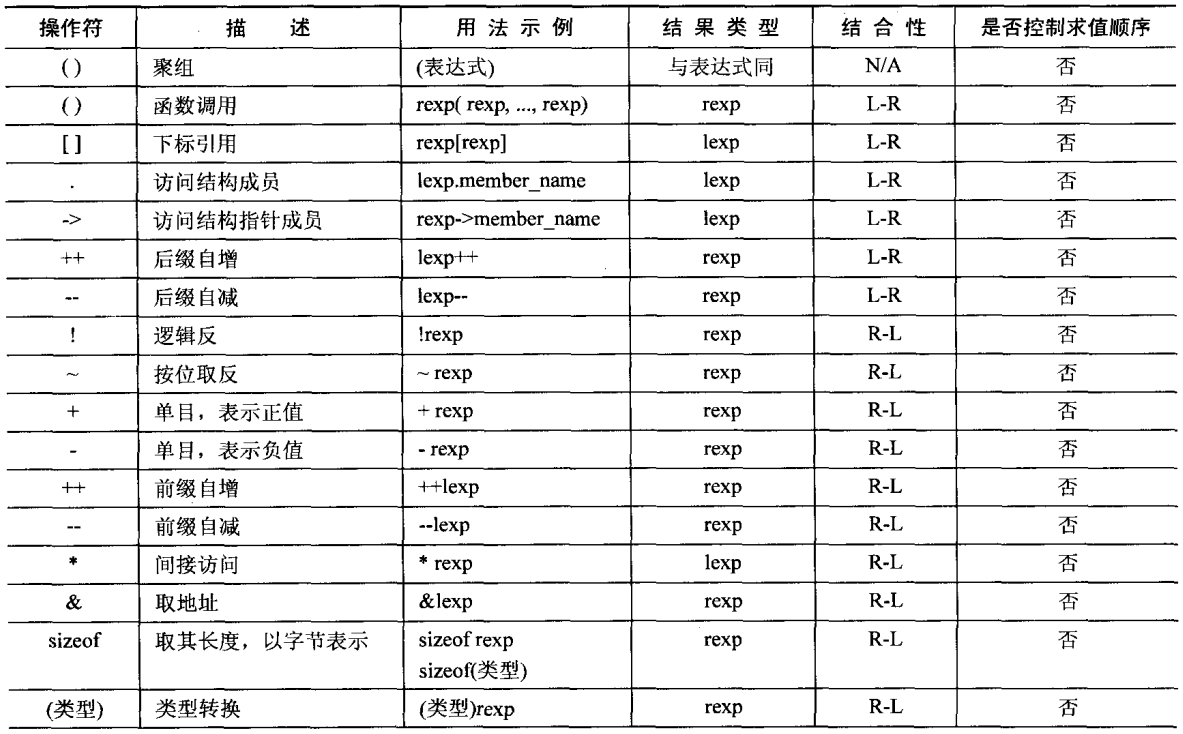 操作符 描 述 用 法 示 例 结 果 类 型 结 合 性 是否控制求值顺序
() 聚组 (表达式) 与表达式同 N/A 否
() 函数调用 rexp( rexp, ..., rexp) rexp L-R 否
[ ] 下标引用 rexp[rexp] lexp L-R 否
. 访问结构成员 lexp.member_name lexp L-R 否
-> 访问结构指针成员 rexp->member_name lexp L-R 否
++ 后缀自增 lexp++ rexp L-R 否
-- 后缀自减 lexp-- rexp L-R 否
! 逻辑反 !rexp rexp R-L 否
~ 按位取反 ~ rexp rexp R-L 否
+ 单目，表示正值 + rexp rexp R-L 否
- 单目，表示负值 - rexp rexp R-L 否
++ 前缀自增 ++lexp rexp R-L 否
-- 前缀自减 --lexp rexp R-L 否
* 间接访问 * rexp lexp R-L 否
& 取地址 &lexp rexp R-L 否
sizeof 取其长度，以字节表示 sizeof rexp rexp R-L 否
sizeof(类型)
(类型) 类型转换 (类型)rexp rexp R-L 否